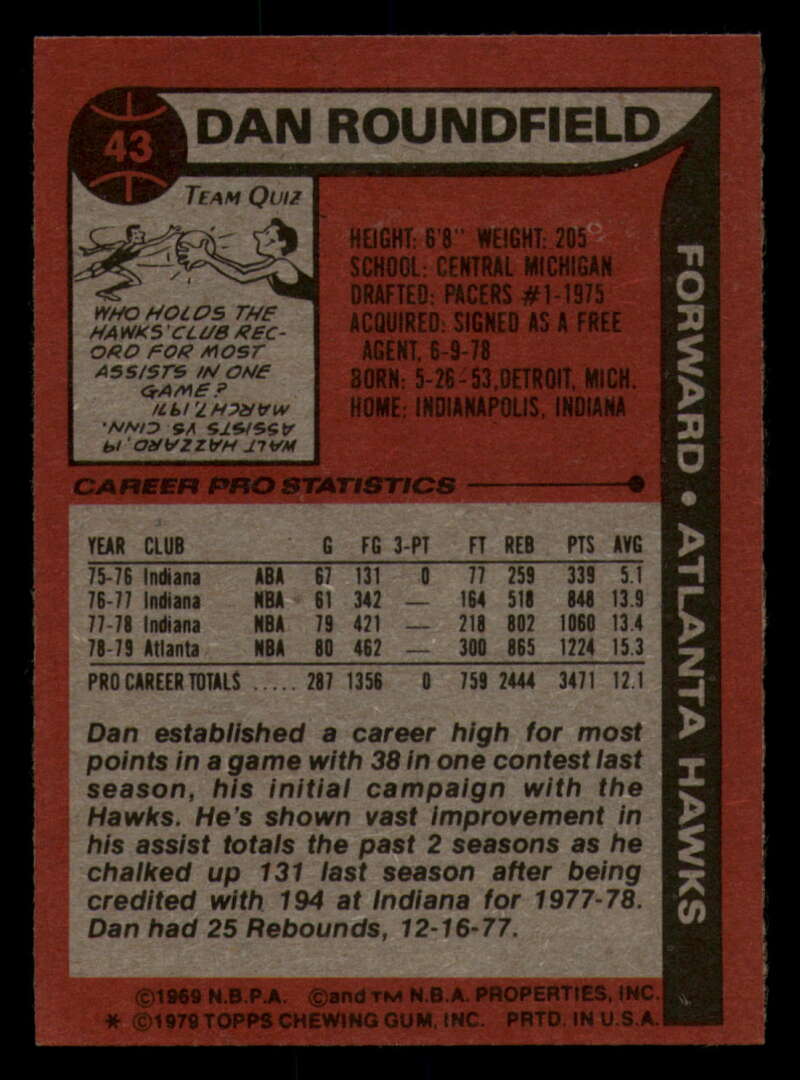 43
DAN ROUNDFIELD
TEAM QUIZ
WHO HOLDS THE
HAWKS' CLUB REC-
ORD FOR MOST
ASSISTS IN ONE
GAME?
WALT HAZZARD, 19
ASSISTS VS CINN.
MARCH 7, 1971
HEIGHT: 6'8" WEIGHT: 205
SCHOOL: CENTRAL MICHIGAN
DRAFTED: PACERS #1-1975
ACQUIRED: SIGNED AS A FREE
AGENT, 6-9-78
BORN: 5-26-53, DETROIT, MICH.
HOME: INDIANAPOLIS, INDIANA
FORWARD • ATLANTA HAWKS
CAREER PRO STATISTICS
YEAR CLUB G FG 3-PT FT REB PTS AVG
75-76 Indiana ABA 67 131 0 77 259 339 5.1
76-77 Indiana NBA 61 342 — 164 518 848 13.9
77-78 Indiana NBA 79 421 — 218 802 1060 13.4
78-79 Atlanta NBA 80 462 — 300 865 1224 15.3
PRO CAREER TOTALS ..... 287 1356 0 759 2444 3471 12.1
Dan established a career high for most
points in a game with 38 in one contest last
season, his initial campaign with the
Hawks. He's shown vast improvement in
his assist totals the past 2 seasons as he
chalked up 131 last season after being
credited with 194 at Indiana for 1977-78.
Dan had 25 Rebounds, 12-16-77.
©1969 N.B.P.A. ©and TM N.B.A. PROPERTIES, INC.
* ©1979 TOPPS CHEWING GUM, INC. PRTD. IN U.S.A.